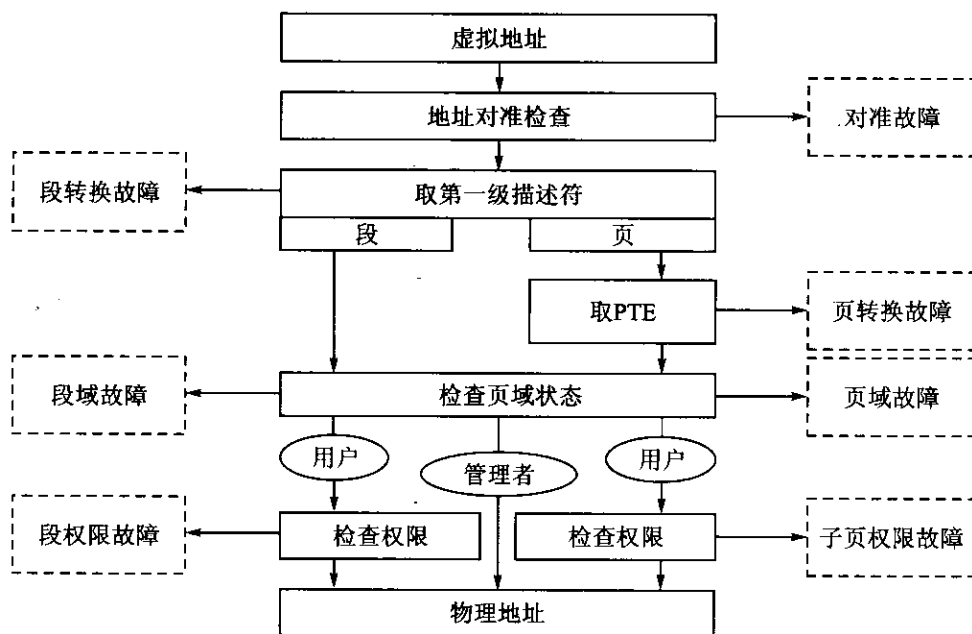 虚拟地址
地址对准检查
对准故障
段转换故障
取第一级描述符
段
页
取PTE
页转换故障
段域故障
检查页域状态
页域故障
用户
管理者
用户
段权限故障
检查权限
检查权限
子页权限故障
物理地址